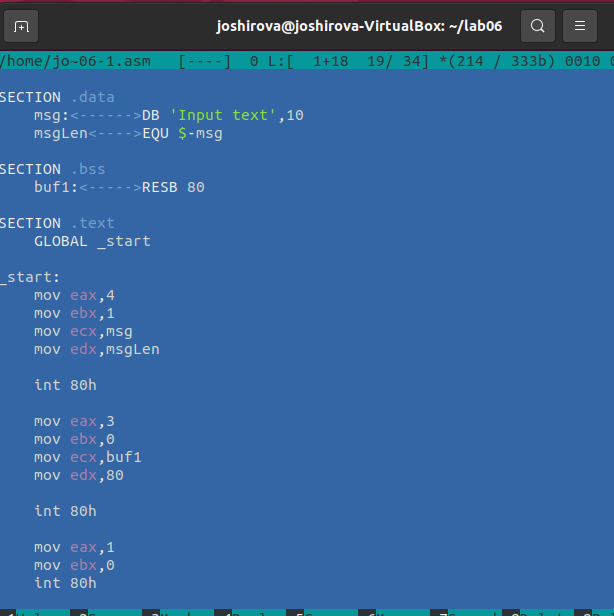 joshirova@joshirova-VirtualBox: ~/lab06
/home/jo~06-1.asm   [----]  0 L:[  1+18  19/ 34] *(214 / 333b) 0010
SECTION .data
    msg:<------>DB 'Input text',10
    msgLen<---->EQU $-msg
SECTION .bss
    buf1:<----->RESB 80
SECTION .text
    GLOBAL _start
_start:
    mov eax,4
    mov ebx,1
    mov ecx,msg
    mov edx,msgLen
    int 80h
    mov eax,3
    mov ebx,0
    mov ecx,buf1
    mov edx,80
    int 80h
    mov eax,1
    mov ebx,0
    int 80h